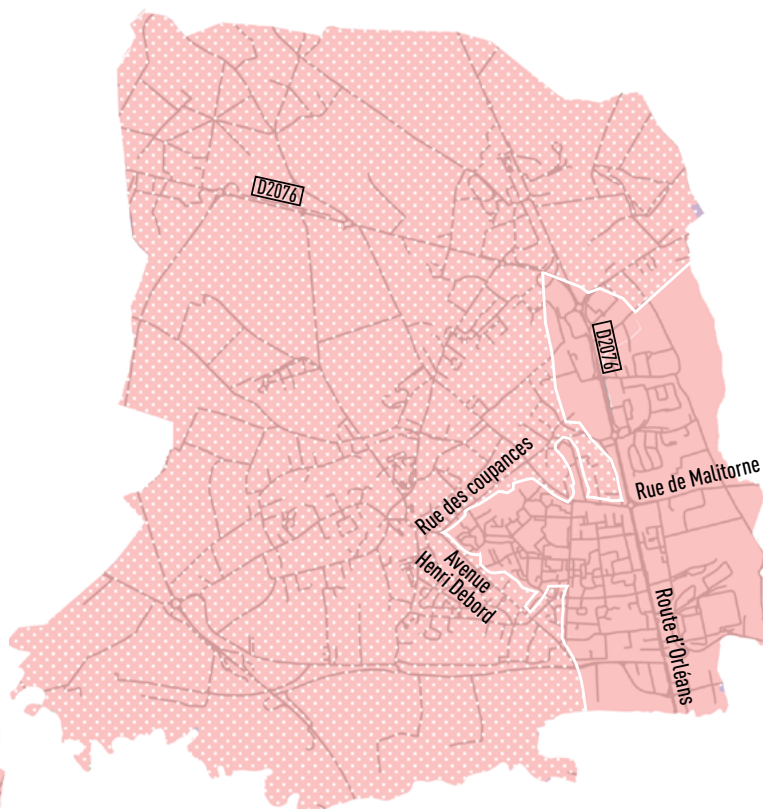 D2076
D2076
Rue des coupances
Rue de Malitorne
Avenue
Henri Debord
Route d'Orléans